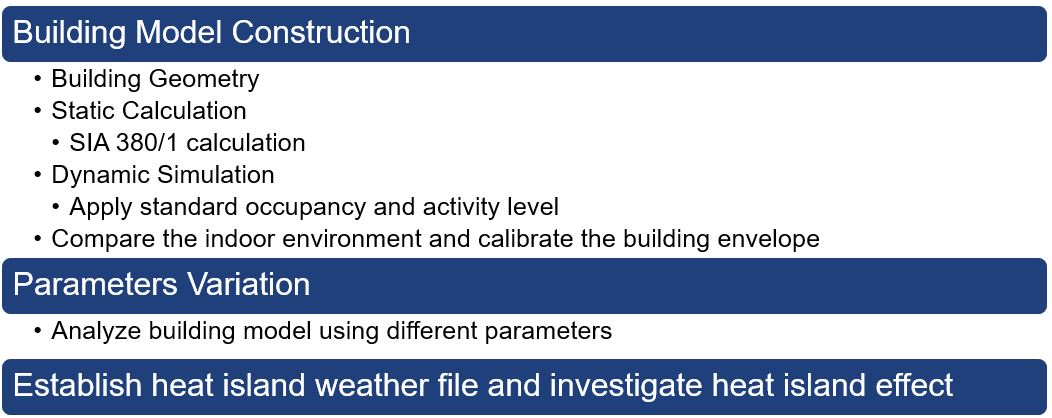 Building Model Construction
• Building Geometry
• Static Calculation
• SIA 380/1 calculation
• Dynamic Simulation
• Apply standard occupancy and activity level
• Compare the indoor environment and calibrate the building envelope
Parameters Variation
• Analyze building model using different parameters
Establish heat island weather file and investigate heat island effect